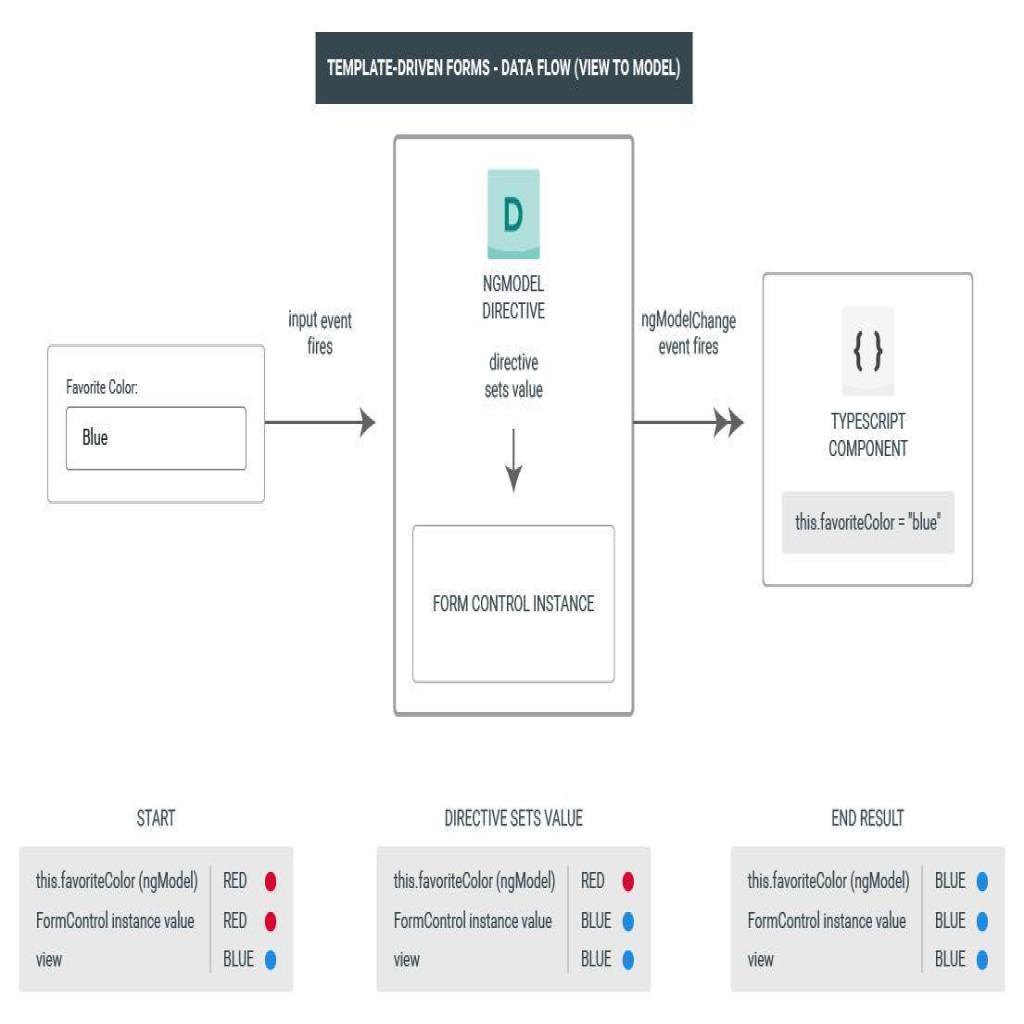 TEMPLATE-DRIVEN FORMS - DATA FLOW (VIEW TO MODEL)
D
NGMODEL
DIRECTIVE
directive
sets value
input event
fires
ngModelChange
event fires
Favorite Color:
Blue
{ }
TYPESCRIPT
COMPONENT
this.favoriteColor = "blue"
FORM CONTROL INSTANCE
START
this.favoriteColor (ngModel) RED
FormControl instance value RED
view BLUE
DIRECTIVE SETS VALUE
this.favoriteColor (ngModel) RED
FormControl instance value BLUE
view BLUE
END RESULT
this.favoriteColor (ngModel) BLUE
FormControl instance value BLUE
view BLUE